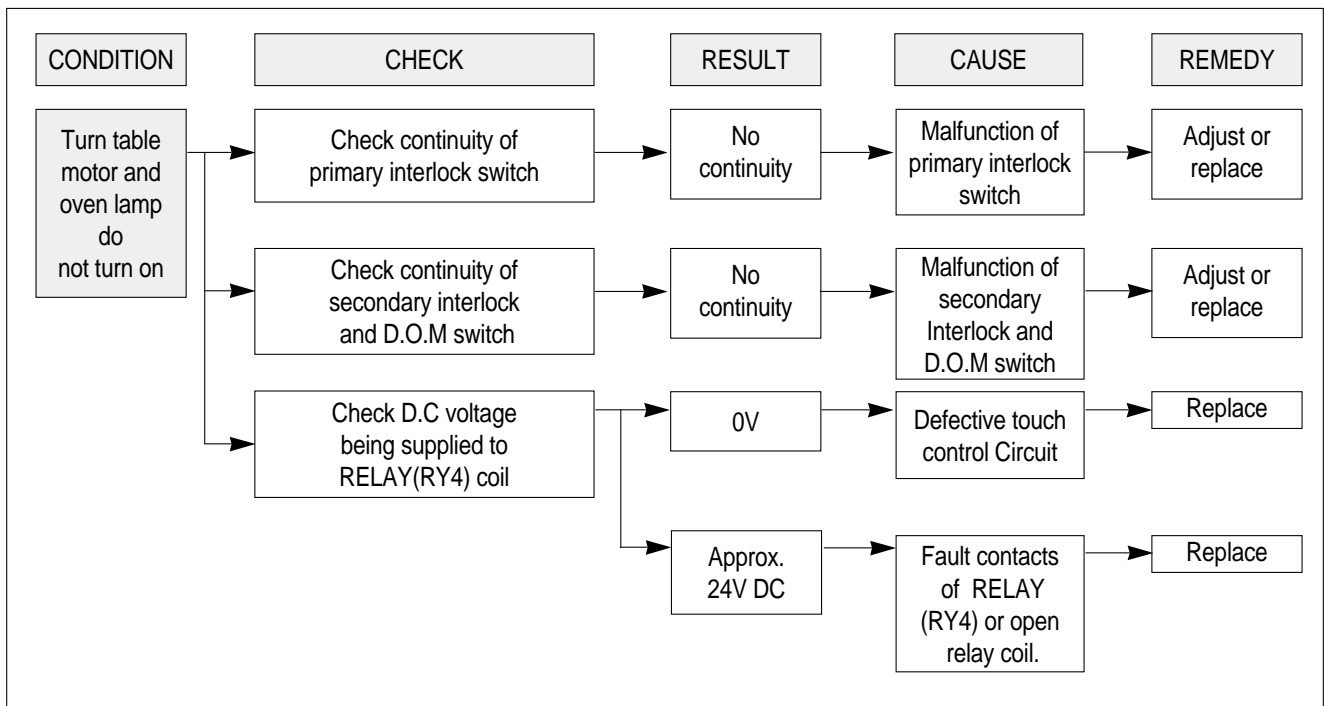 CONDITION
CHECK
RESULT
CAUSE
REMEDY
Turn table
motor and
oven lamp
do
not turn on
Check continuity of
primary interlock switch
No
continuity
Malfunction of
primary interlock
switch
Adjust or
replace
Check continuity of
secondary interlock
and D.O.M switch
No
continuity
Malfunction of
secondary
Interlock and
D.O.M switch
Adjust or
replace
Check D.C voltage
being supplied to
RELAY(RY4) coil
0V
Defective touch
control Circuit
Replace
Approx.
24V DC
Fault contacts
of RELAY
(RY4) or open
relay coil.
Replace